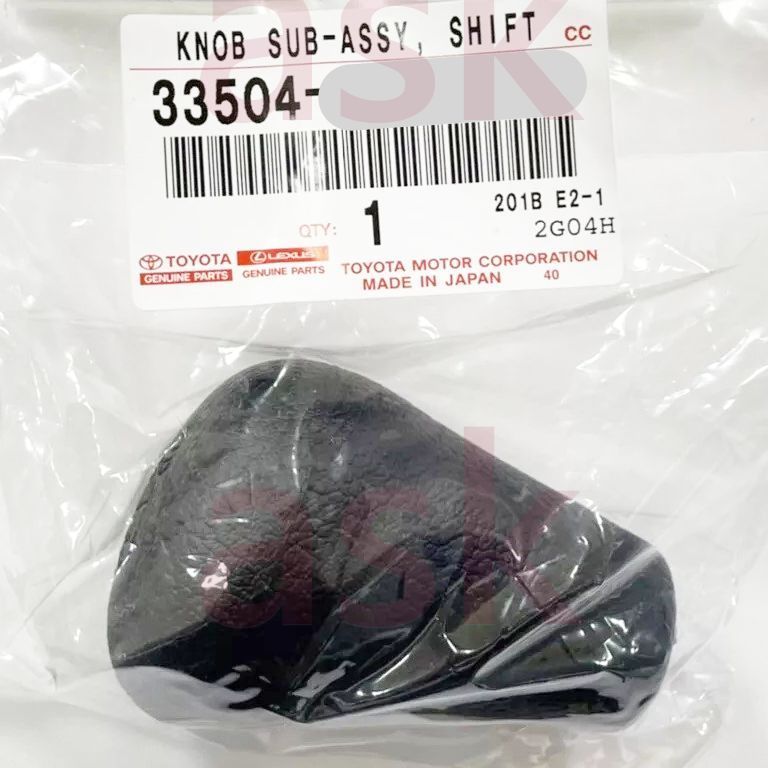 KNOB SUB-ASSY, SHIFT CC
33504-
201B E2-1
QTY: 1 2G04H
TOYOTA LEXUS TOYOTA MOTOR CORPORATION
GENUINE PARTS GENUINE PARTS MADE IN JAPAN 40
ask
ask